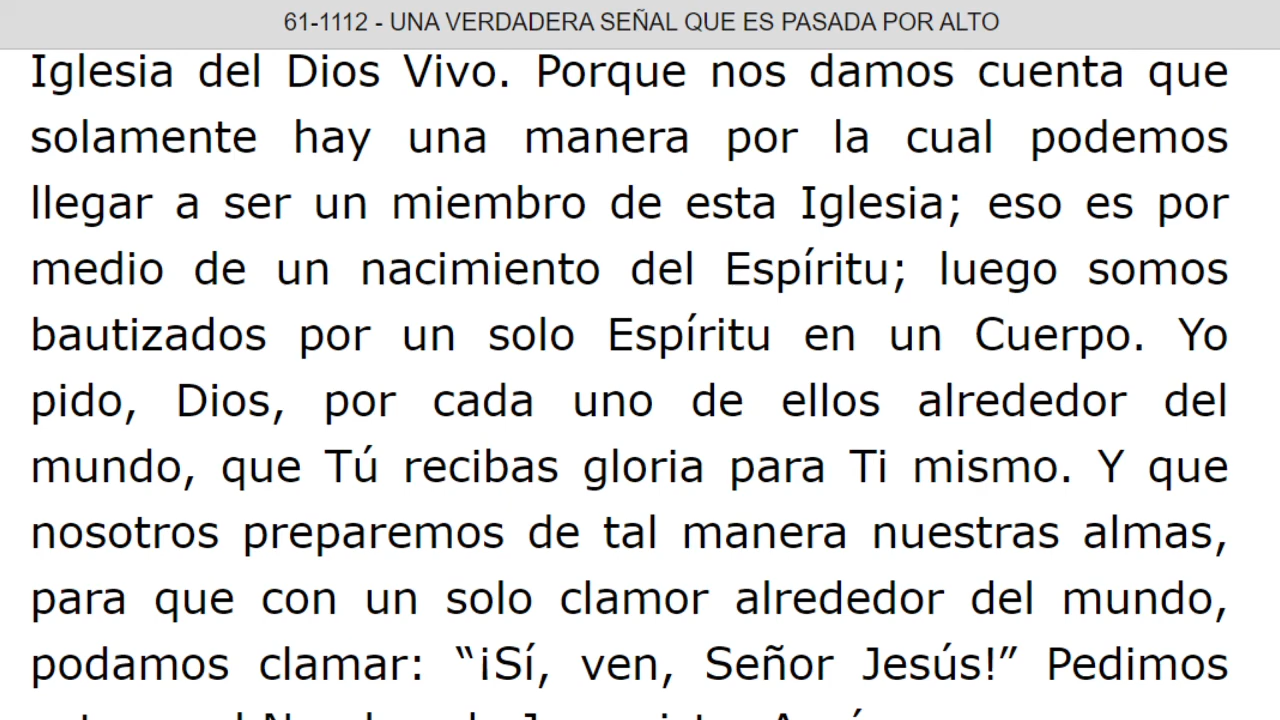 61-1112 - UNA VERDADERA SEÑAL QUE ES PASADA POR ALTO
Iglesia del Dios Vivo. Porque nos damos cuenta que
solamente hay una manera por la cual podemos
llegar a ser un miembro de esta Iglesia; eso es por
medio de un nacimiento del Espíritu; luego somos
bautizados por un solo Espíritu en un Cuerpo. Yo
pido, Dios, por cada uno de ellos alrededor del
mundo, que Tú recibas gloria para Ti mismo. Y que
nosotros preparemos de tal manera nuestras almas,
para que con un solo clamor alrededor del mundo,
podamos clamar: “¡Sí, ven, Señor Jesús!” Pedimos